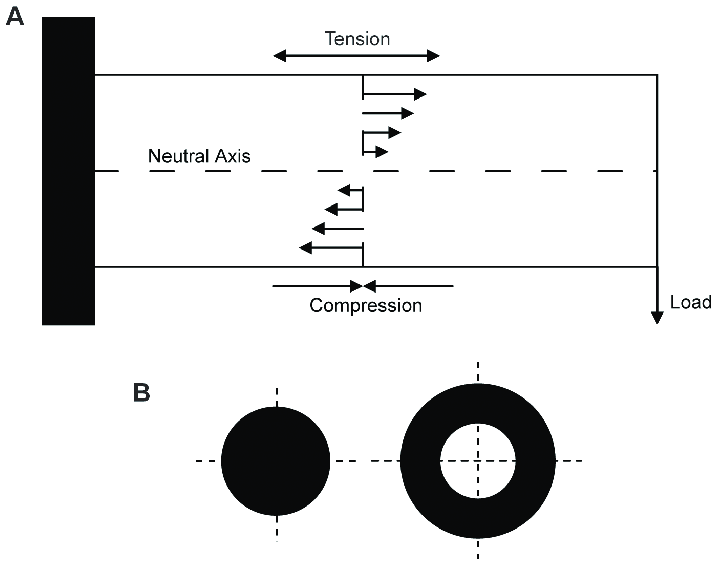 A
Tension
Neutral Axis
Compression
Load
B